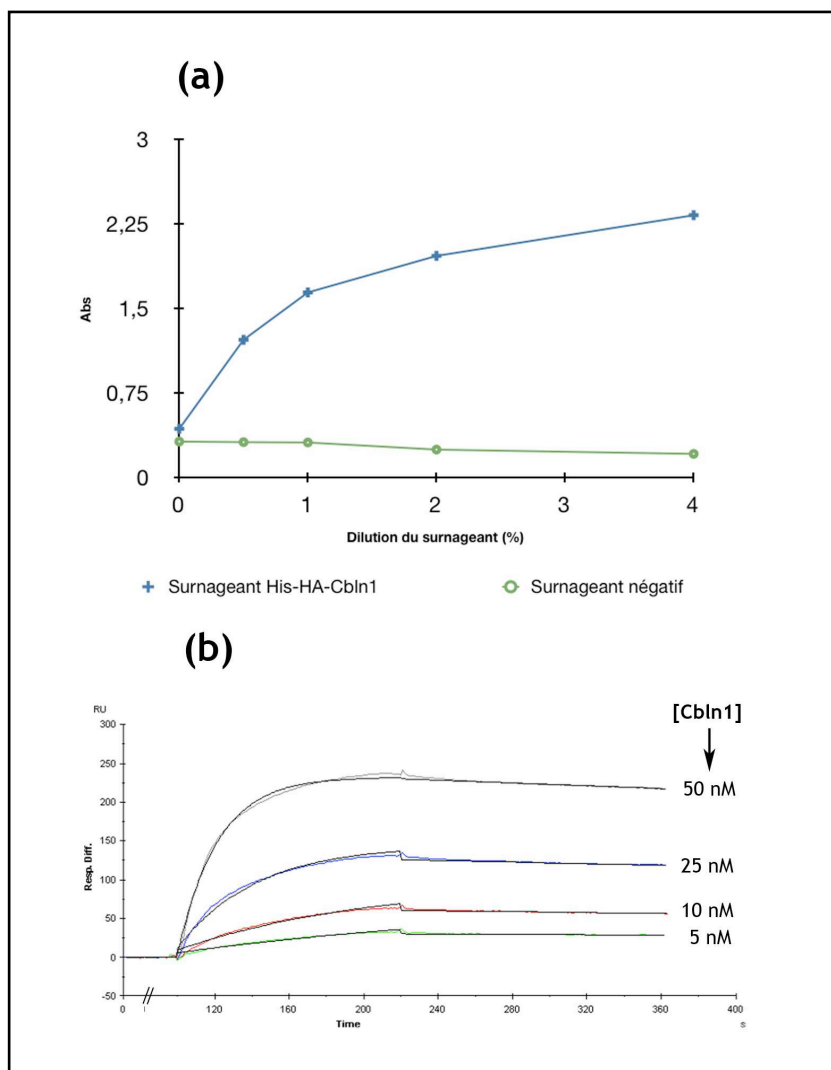 (a)
3
2,25
1,5
0,75
0
Abs
0 1 2 3 4
Dilution du surnageant (%)
Surnageant His-HA-Cbln1 Surnageant négatif
(b)
RU
300
250
200
150
100
50
0
-50
Resp. Diff.
[Cbln1]
50 nM
25 nM
10 nM
5 nM
0 120 160 200 240 280 320 360 400
Time s